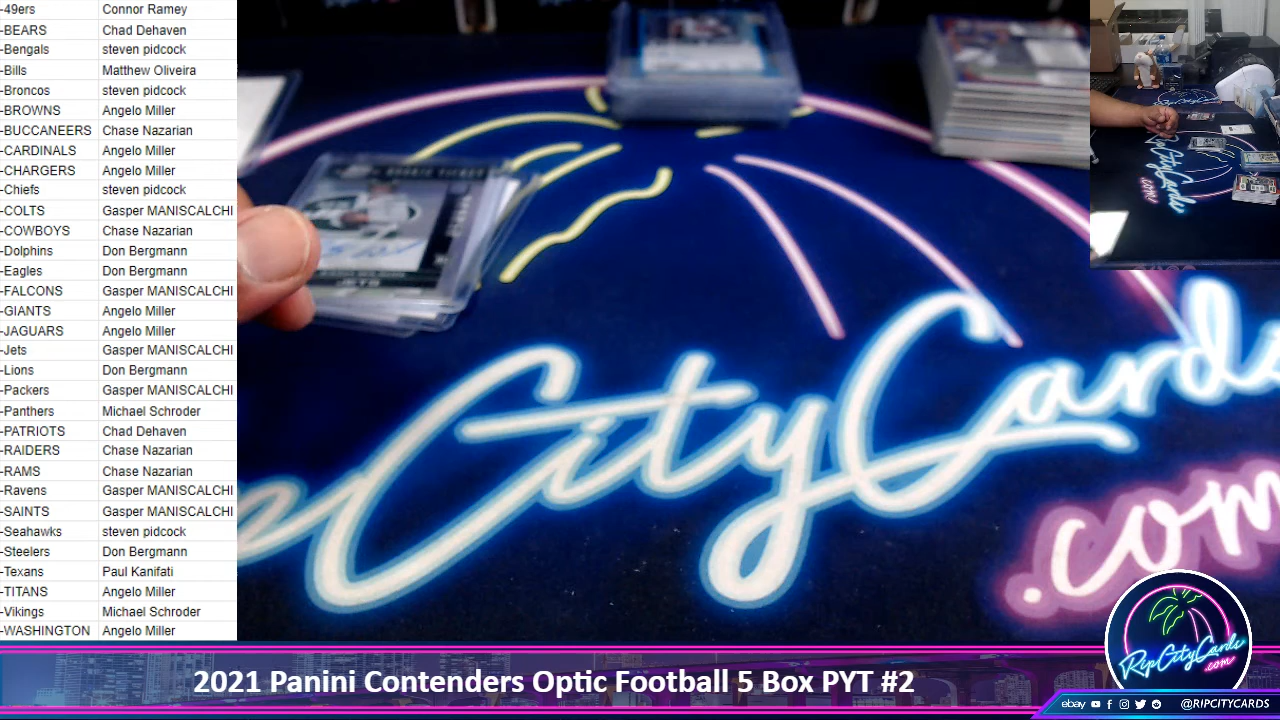 -49ers Connor Ramey
-BEARS Chad Dehaven
-Bengals steven pidcock
-Bills Matthew Oliveira
-Broncos steven pidcock
-BROWNS Angelo Miller
-BUCCANEERS Chase Nazarian
-CARDINALS Angelo Miller
-CHARGERS Angelo Miller
-Chiefs steven pidcock
-COLTS Gasper MANISCALCHI
-COWBOYS Chase Nazarian
-Dolphins Don Bergmann
-Eagles Don Bergmann
-FALCONS Gasper MANISCALCHI
-GIANTS Angelo Miller
-JAGUARS Angelo Miller
-Jets Gasper MANISCALCHI
-Lions Don Bergmann
-Packers Gasper MANISCALCHI
-Panthers Michael Schroder
-PATRIOTS Chad Dehaven
-RAIDERS Chase Nazarian
-RAMS Chase Nazarian
-Ravens Gasper MANISCALCHI
-SAINTS Gasper MANISCALCHI
-Seahawks steven pidcock
-Steelers Don Bergmann
-Texans Paul Kanifati
-TITANS Angelo Miller
-Vikings Michael Schroder
-WASHINGTON Angelo Miller
ROOKIE TICKET
JETS
CityCards
.com
RipCityCards
.com
2021 Panini Contenders Optic Football 5 Box PYT #2
ebay @RIPCITYCARDS